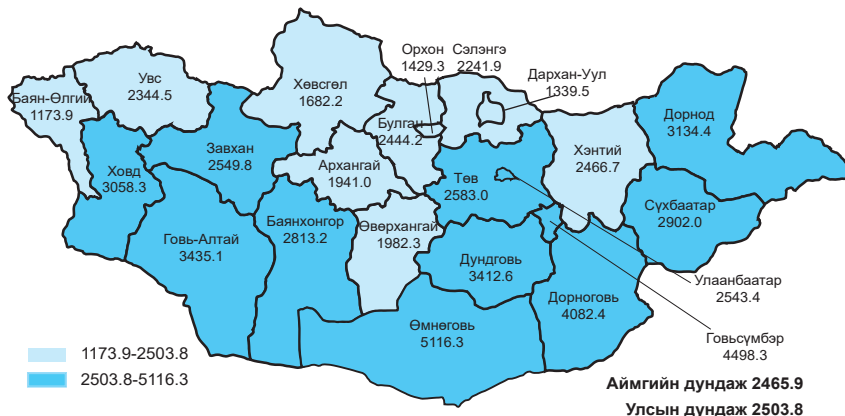 Орхон
1429.3
Сэлэнгэ
2241.9
Дархан-Уул
1339.5
Увс
2344.5
Хөвсгөл
1682.2
Баян-Өлгий
1173.9
Булган
2444.2
Дорнод
3134.4
Завхан
2549.8
Хэнтий
2466.7
Ховд
3058.3
Архангай
1941.0
Төв
2583.0
Сүхбаатар
2902.0
Говь-Алтай
3435.1
Баянхонгор
2813.2
Өвөрхангай
1982.3
Дундговь
3412.6
Улаанбаатар
2543.4
Дорноговь
4082.4
Өмнөговь
5116.3
Говьсүмбэр
4498.3
1173.9-2503.8
2503.8-5116.3
Аймгийн дундаж 2465.9
Улсын дундаж 2503.8